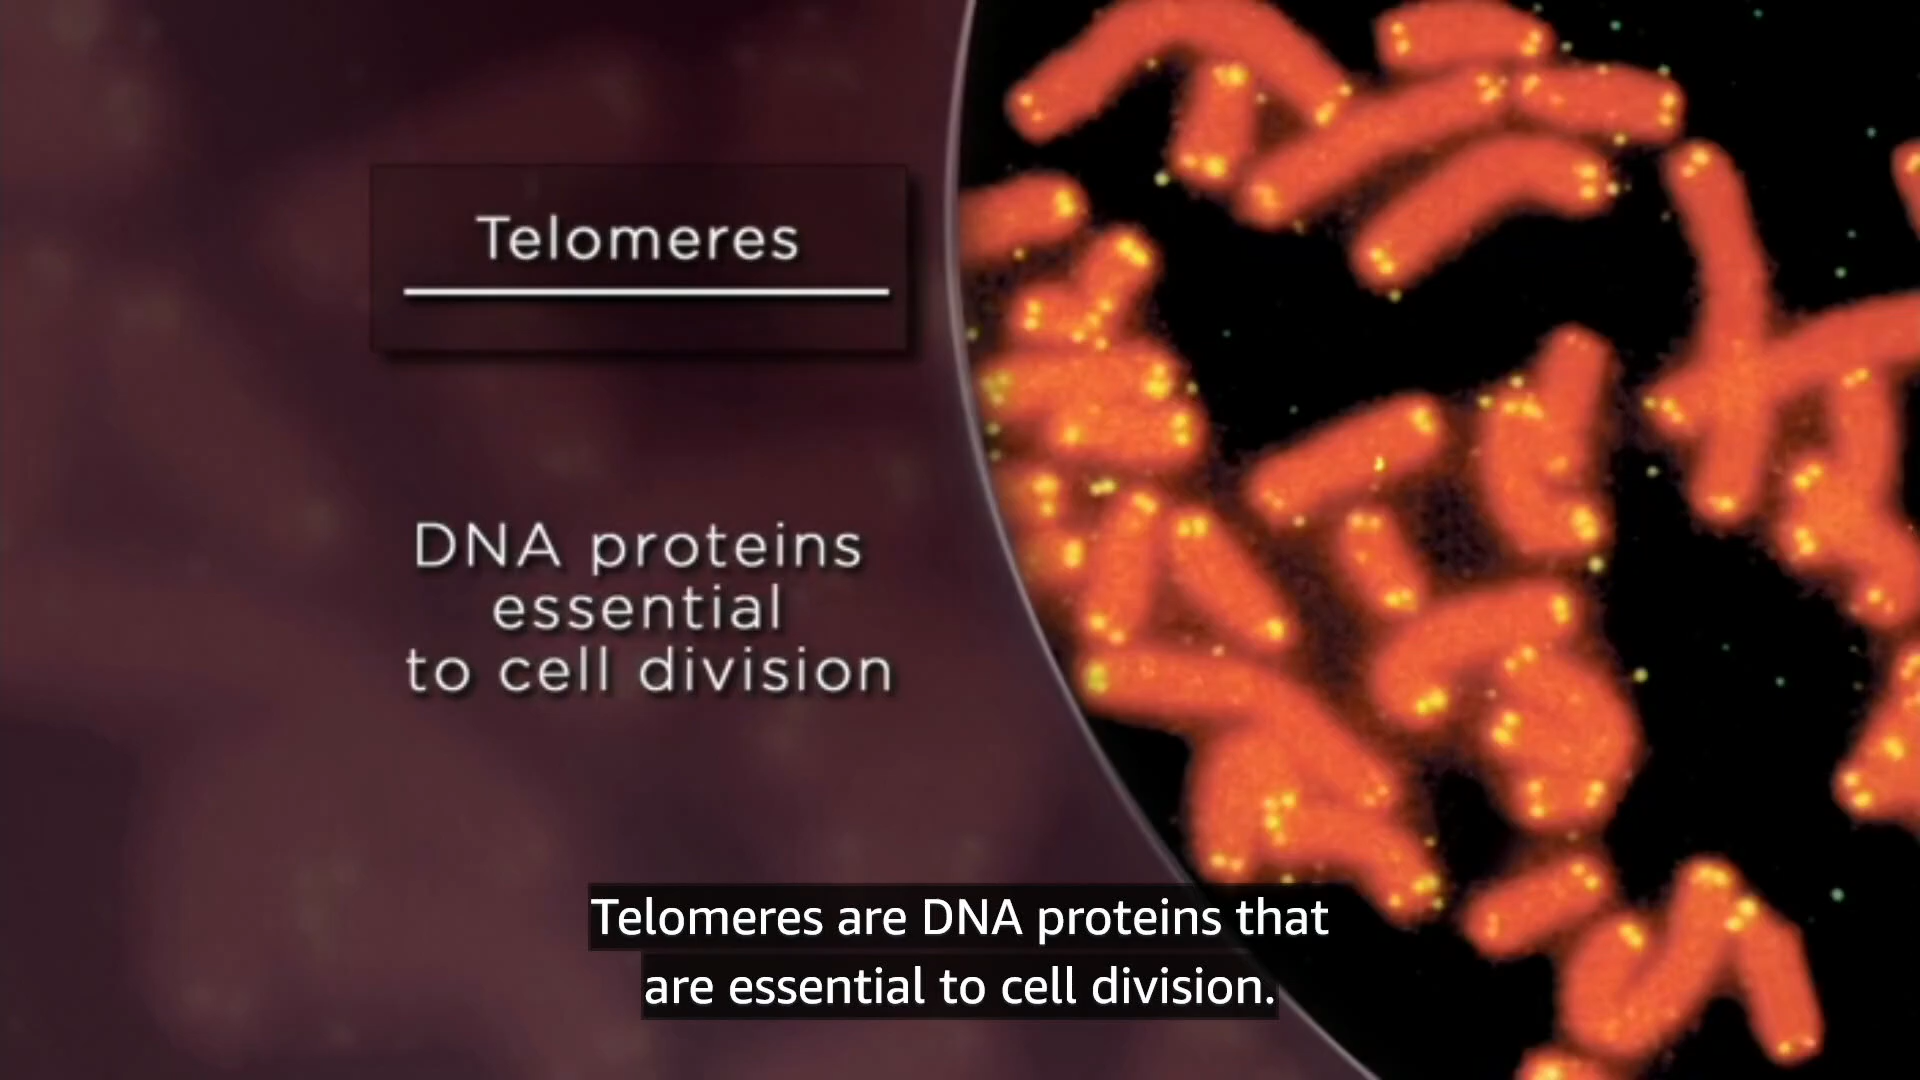 Telomeres
DNA proteins
essential
to cell division
Telomeres are DNA proteins that
are essential to cell division.